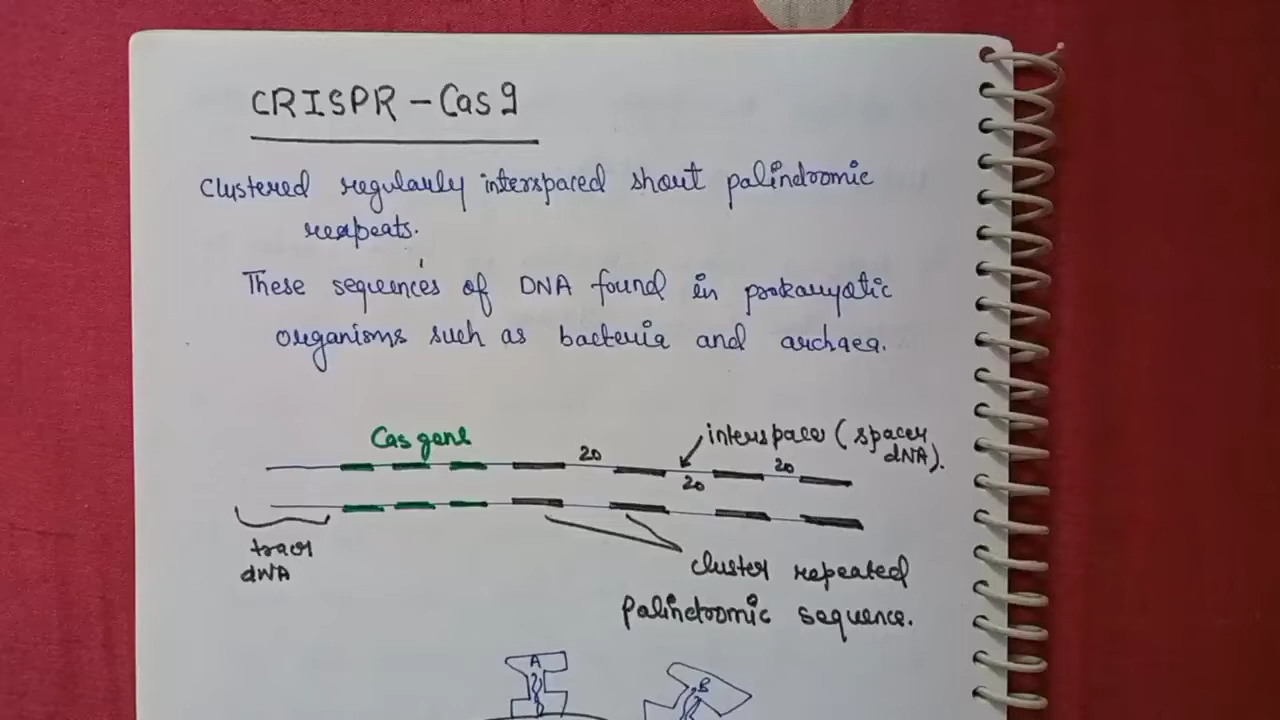 CRISPR - Cas 9
Clustered regularly interspaced short palindromic
reapeats.
These sequences of DNA found in prokaryotic
organisms such as bacteria and archaea.
Cas gene
interspace (spacer
dNA).
20
20
20
tracr
dNA
cluster repeated
palindromic sequence.
A
B